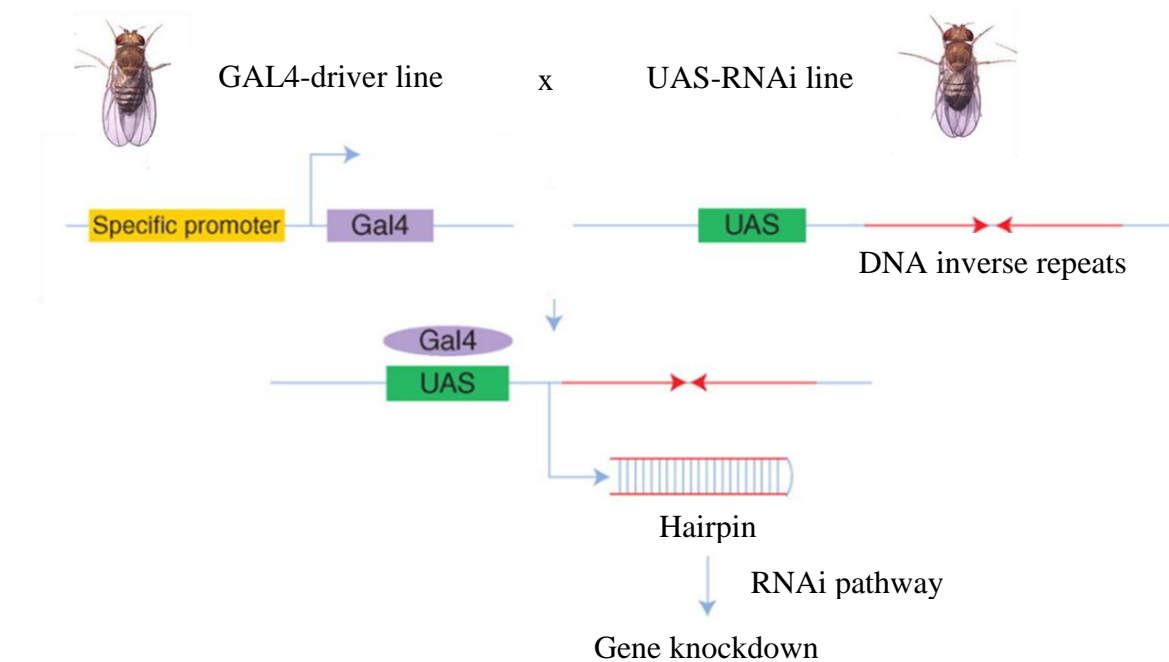 GAL4-driver line x UAS-RNAi line
Specific promoter Gal4 UAS
DNA inverse repeats
Gal4
UAS
Hairpin
RNAi pathway
Gene knockdown